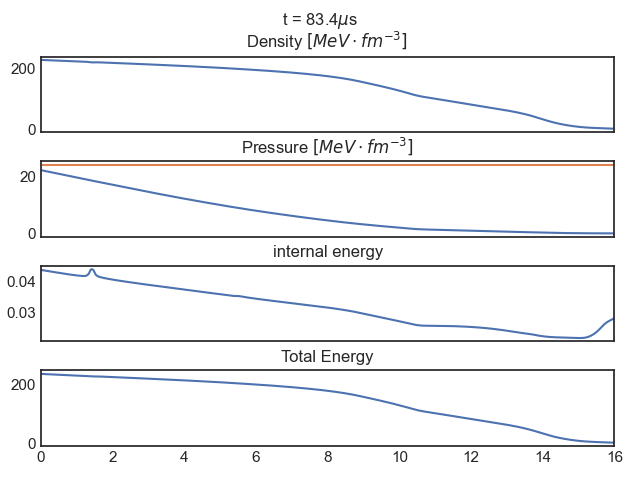 t = 83.4μs
Density [MeV · fm⁻³]
200
0
Pressure [MeV · fm⁻³]
20
0
internal energy
0.04
0.03
Total Energy
200
0
0 2 4 6 8 10 12 14 16